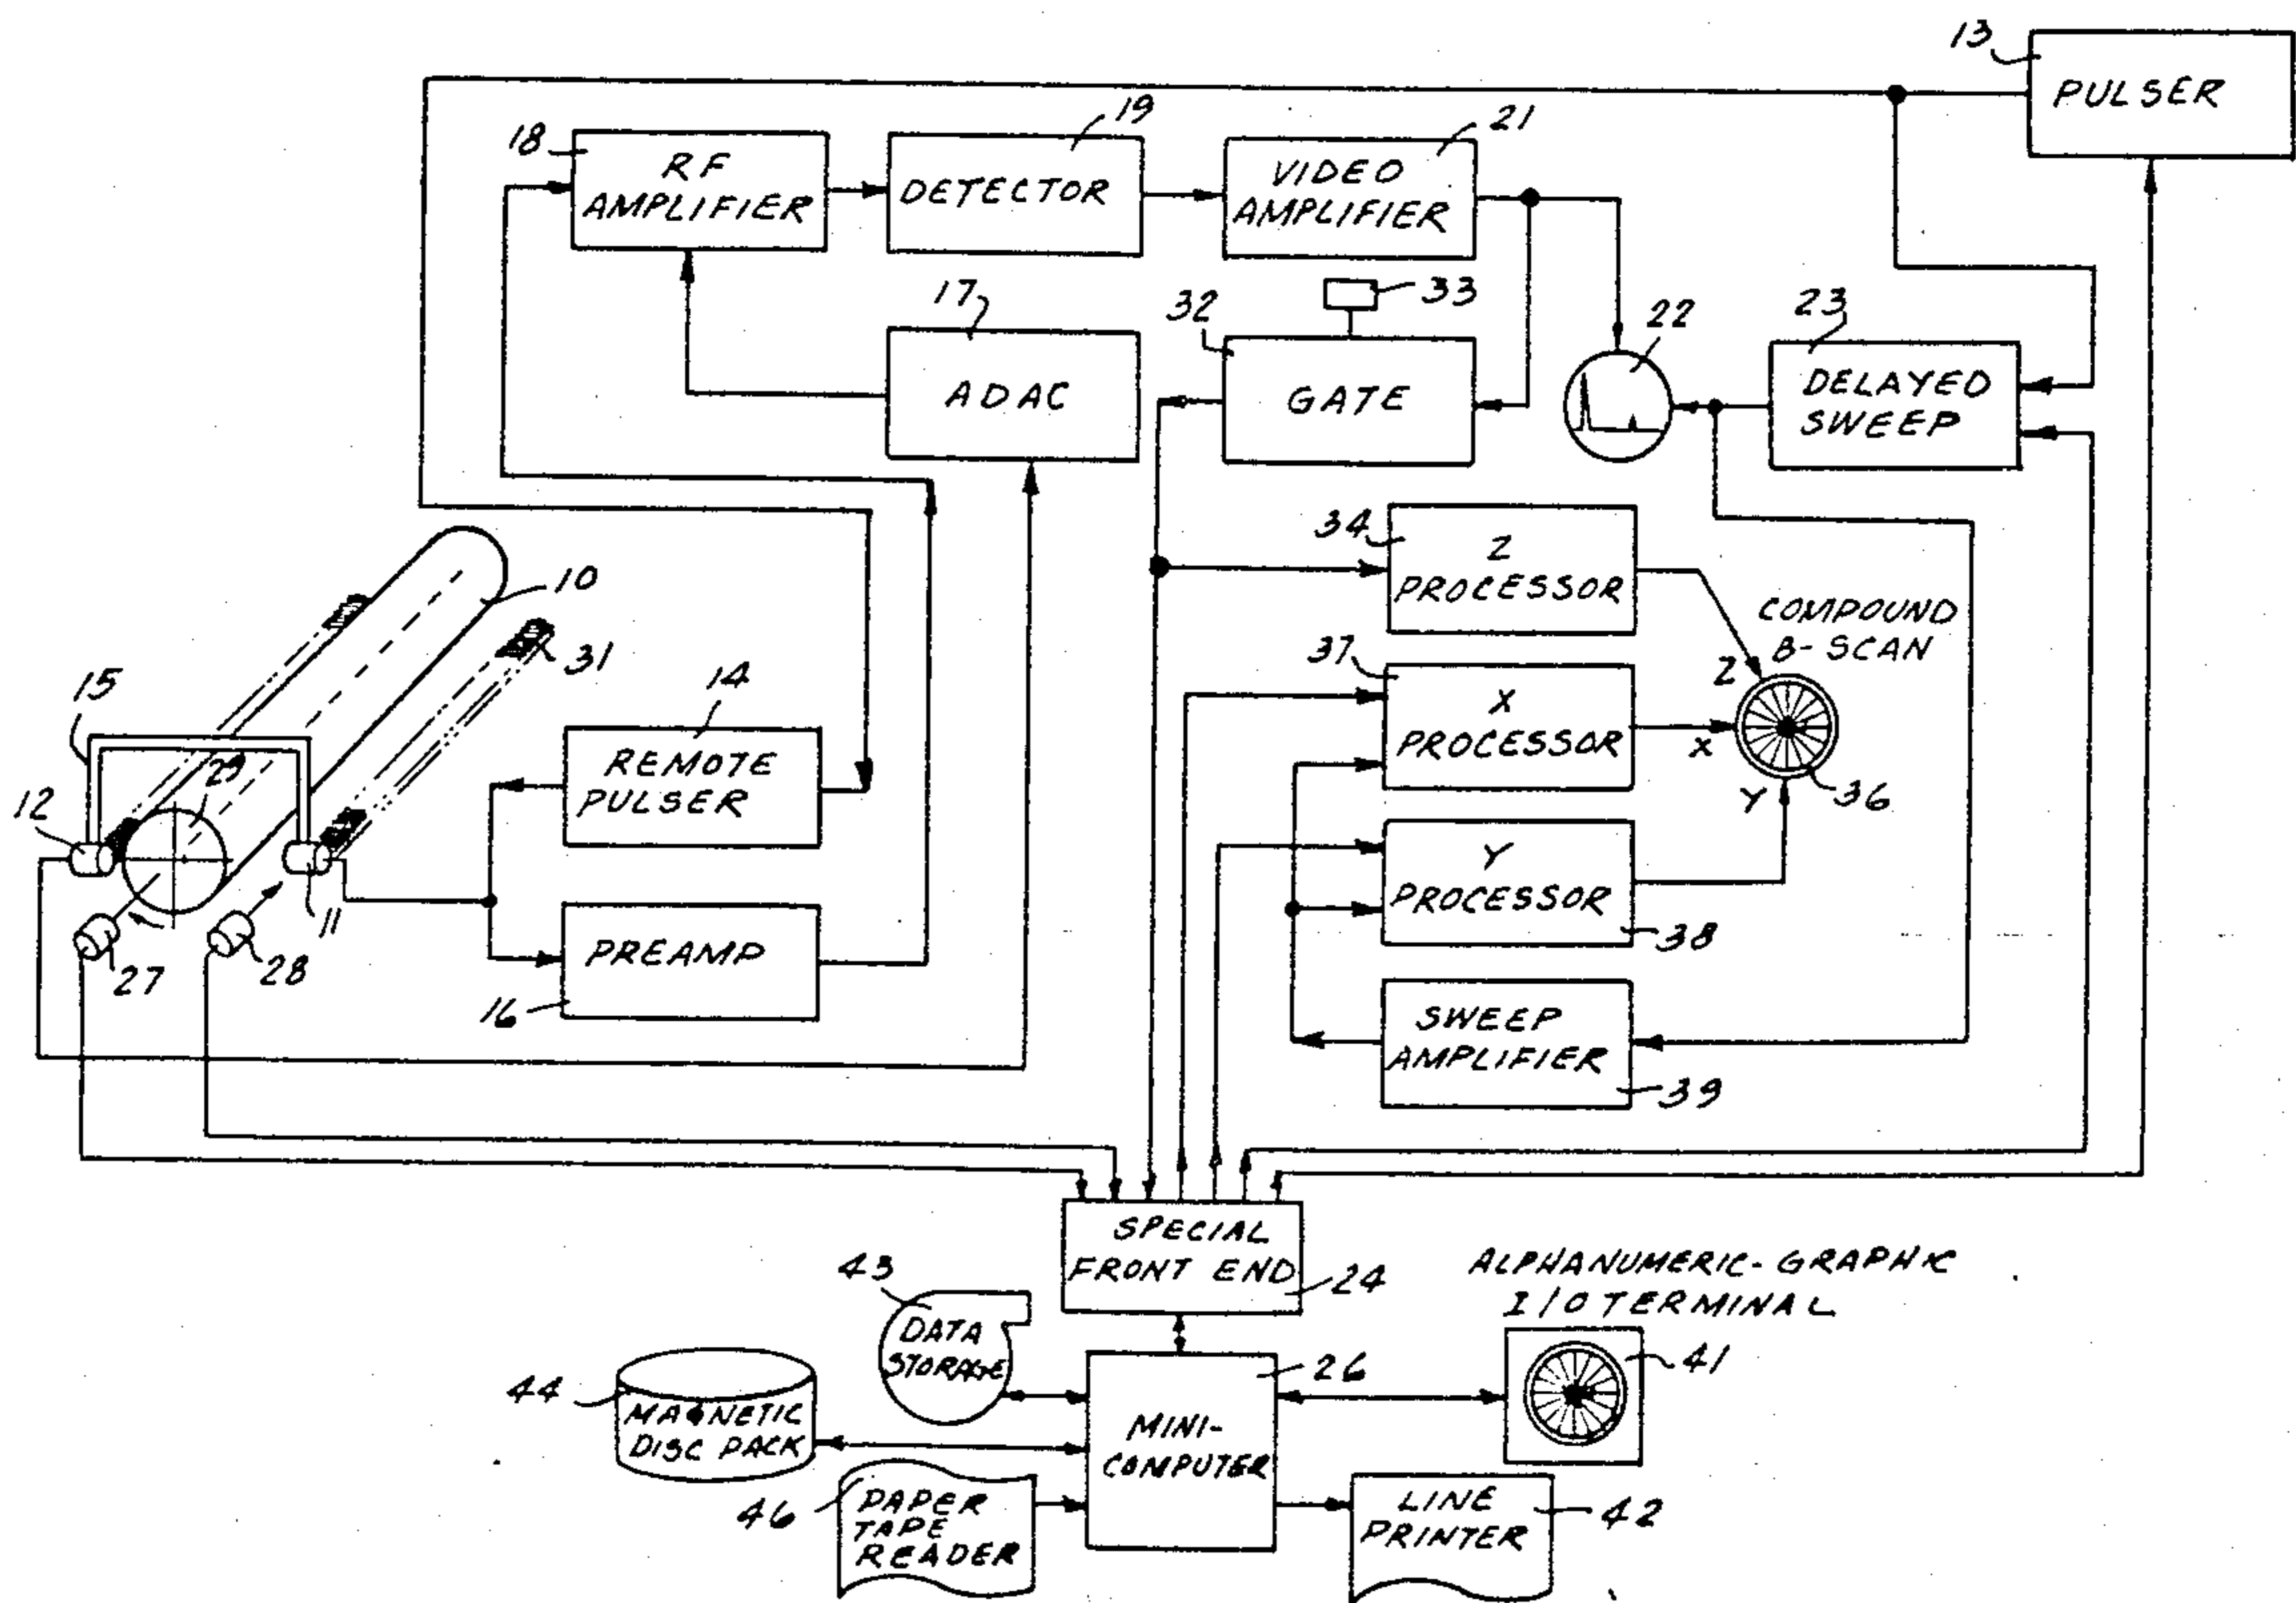 13
PULSER
18
RF
AMPLIFIER
19
DETECTOR
21
VIDEO
AMPLIFIER
17
ADAC
32
33
GATE
22
23
DELAYED
SWEEP
10
31
15
12
29
11
27
28
14
REMOTE
PULSER
PREAMP
16
34
Z
PROCESSOR
COMPOUND
B-SCAN
37
X
PROCESSOR
Z
X
Y
36
Y
PROCESSOR
38
SWEEP
AMPLIFIER
39
SPECIAL
FRONT END
24
43
DATA
STORAGE
44
MAGNETIC
DISC PACK
46
PAPER
TAPE
READER
26
MINI-
COMPUTER
ALPHANUMERIC-GRAPHIC
I/O TERMINAL
41
LINE
PRINTER
42